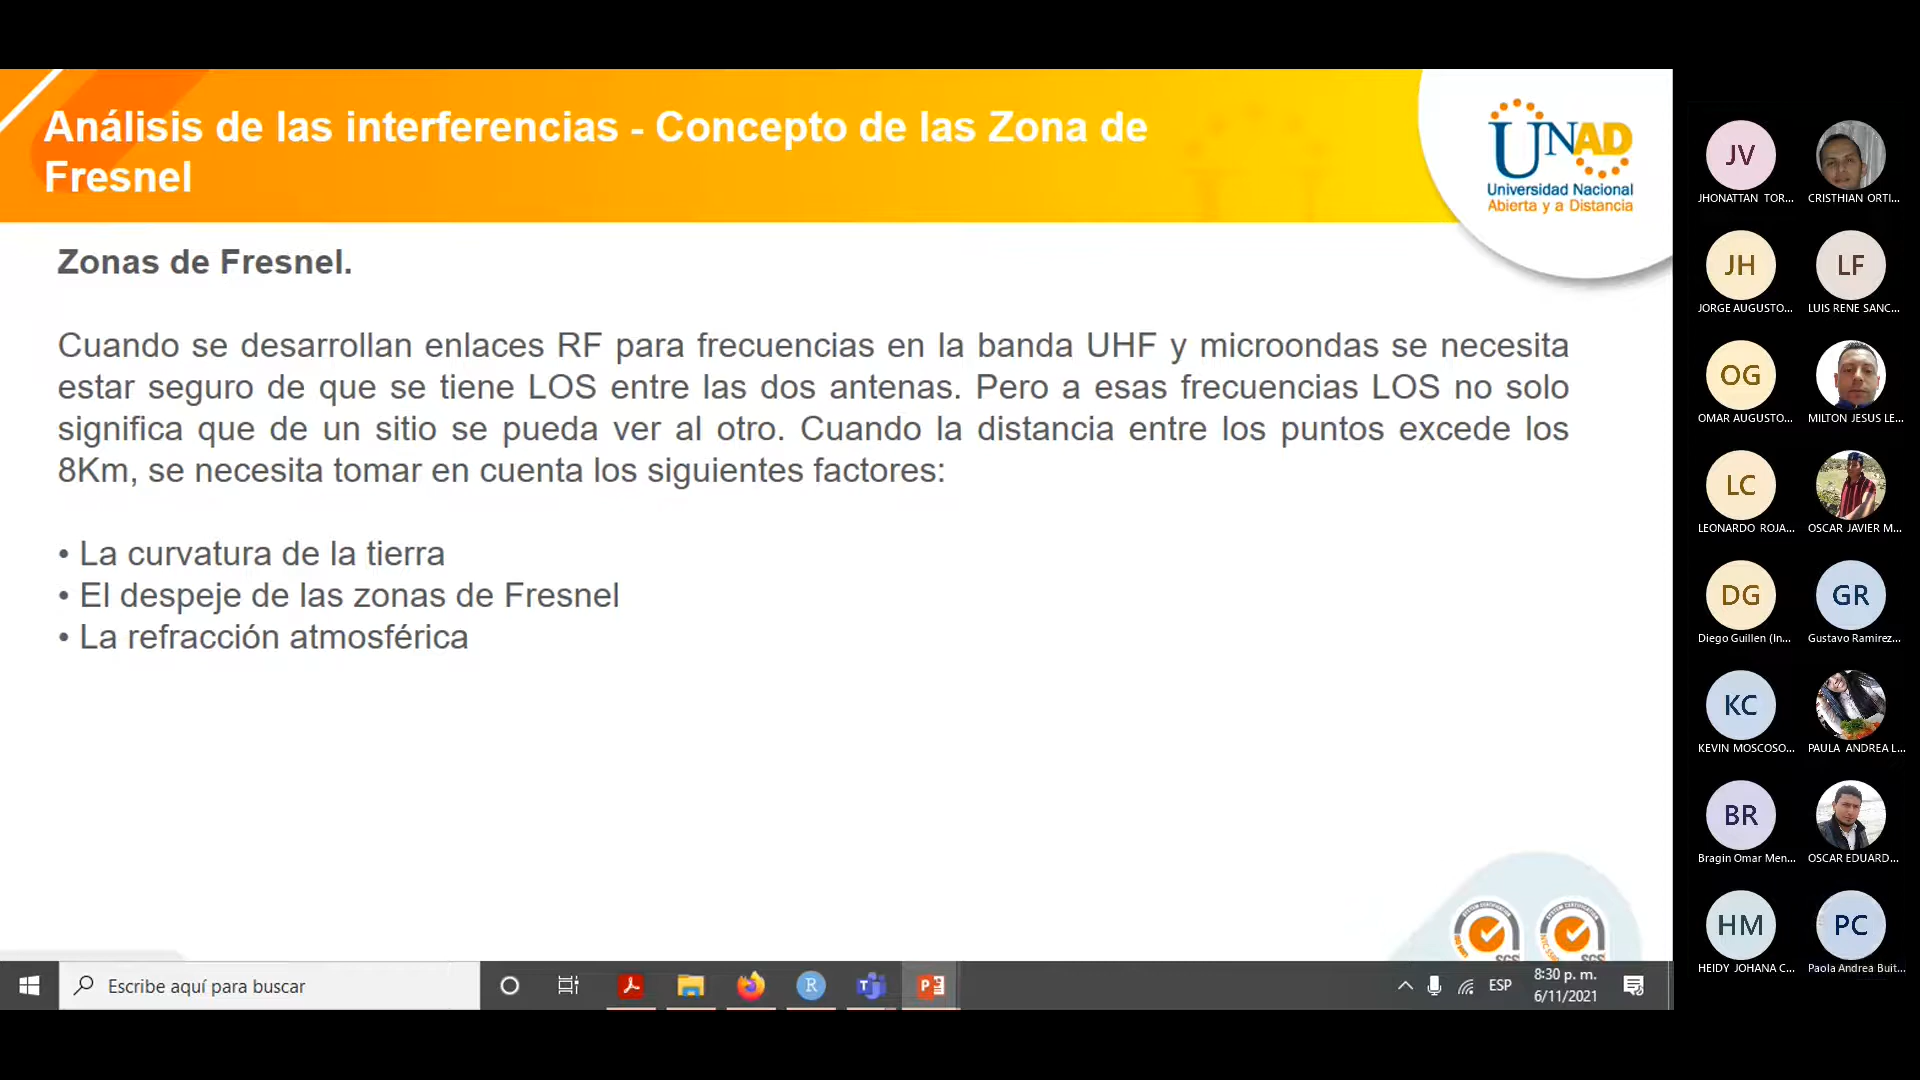 Análisis de las interferencias - Concepto de las Zona de
Fresnel
UNAD
Universidad Nacional
Abierta y a Distancia
Zonas de Fresnel.
Cuando se desarrollan enlaces RF para frecuencias en la banda UHF y microondas se necesita
estar seguro de que se tiene LOS entre las dos antenas. Pero a esas frecuencias LOS no solo
significa que de un sitio se pueda ver al otro. Cuando la distancia entre los puntos excede los
8Km, se necesita tomar en cuenta los siguientes factores:
• La curvatura de la tierra
• El despeje de las zonas de Fresnel
• La refracción atmosférica
SGS
SGS
Escribe aquí para buscar
ESP
8:30 p. m.
6/11/2021
JV
JHONATTAN TOR...
CRISTHIAN ORTI...
JH
LF
JORGE AUGUSTO...
LUIS RENE SANC...
OG
OMAR AUGUSTO...
MILTON JESUS LE...
LC
LEONARDO ROJA...
OSCAR JAVIER M...
DG
GR
Diego Guillen (In...
Gustavo Ramirez...
KC
KEVIN MOSCOSO...
PAULA ANDREA L...
BR
Bragin Omar Men...
OSCAR EDUARD...
HM
PC
HEIDY JOHANA C...
Paola Andrea Buit...